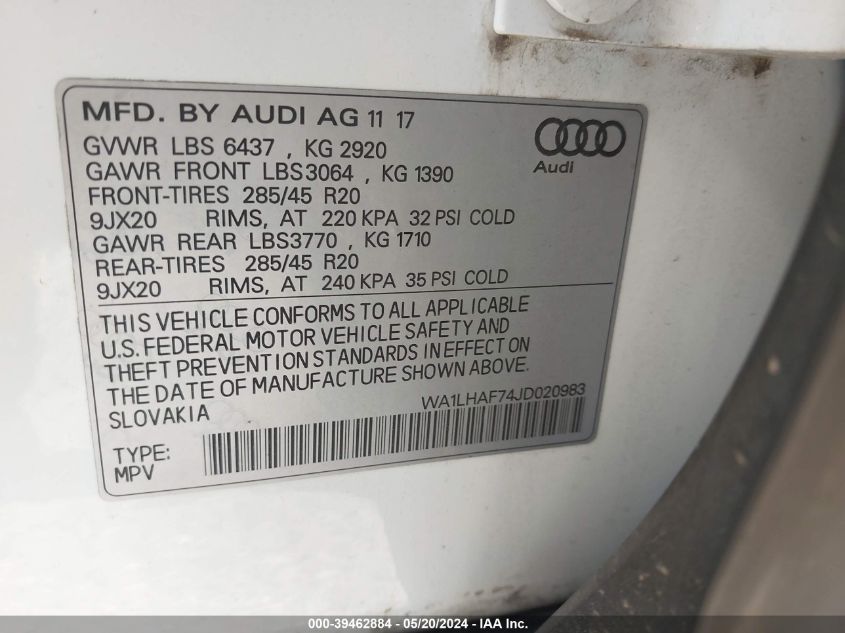 MFD. BY AUDI AG 11 17
GVWR LBS 6437 , KG 2920
GAWR FRONT LBS3064 , KG 1390
FRONT-TIRES 285/45 R20
9JX20 RIMS, AT 220 KPA 32 PSI COLD
GAWR REAR LBS3770 , KG 1710
REAR-TIRES 285/45 R20
9JX20 RIMS, AT 240 KPA 35 PSI COLD
Audi
THIS VEHICLE CONFORMS TO ALL APPLICABLE
U.S. FEDERAL MOTOR VEHICLE SAFETY AND
THEFT PREVENTION STANDARDS IN EFFECT ON
THE DATE OF MANUFACTURE SHOWN ABOVE.
SLOVAKIA WA1LHAF74JD020983
TYPE:
MPV
000-39462884 - 05/20/2024 - IAA Inc.